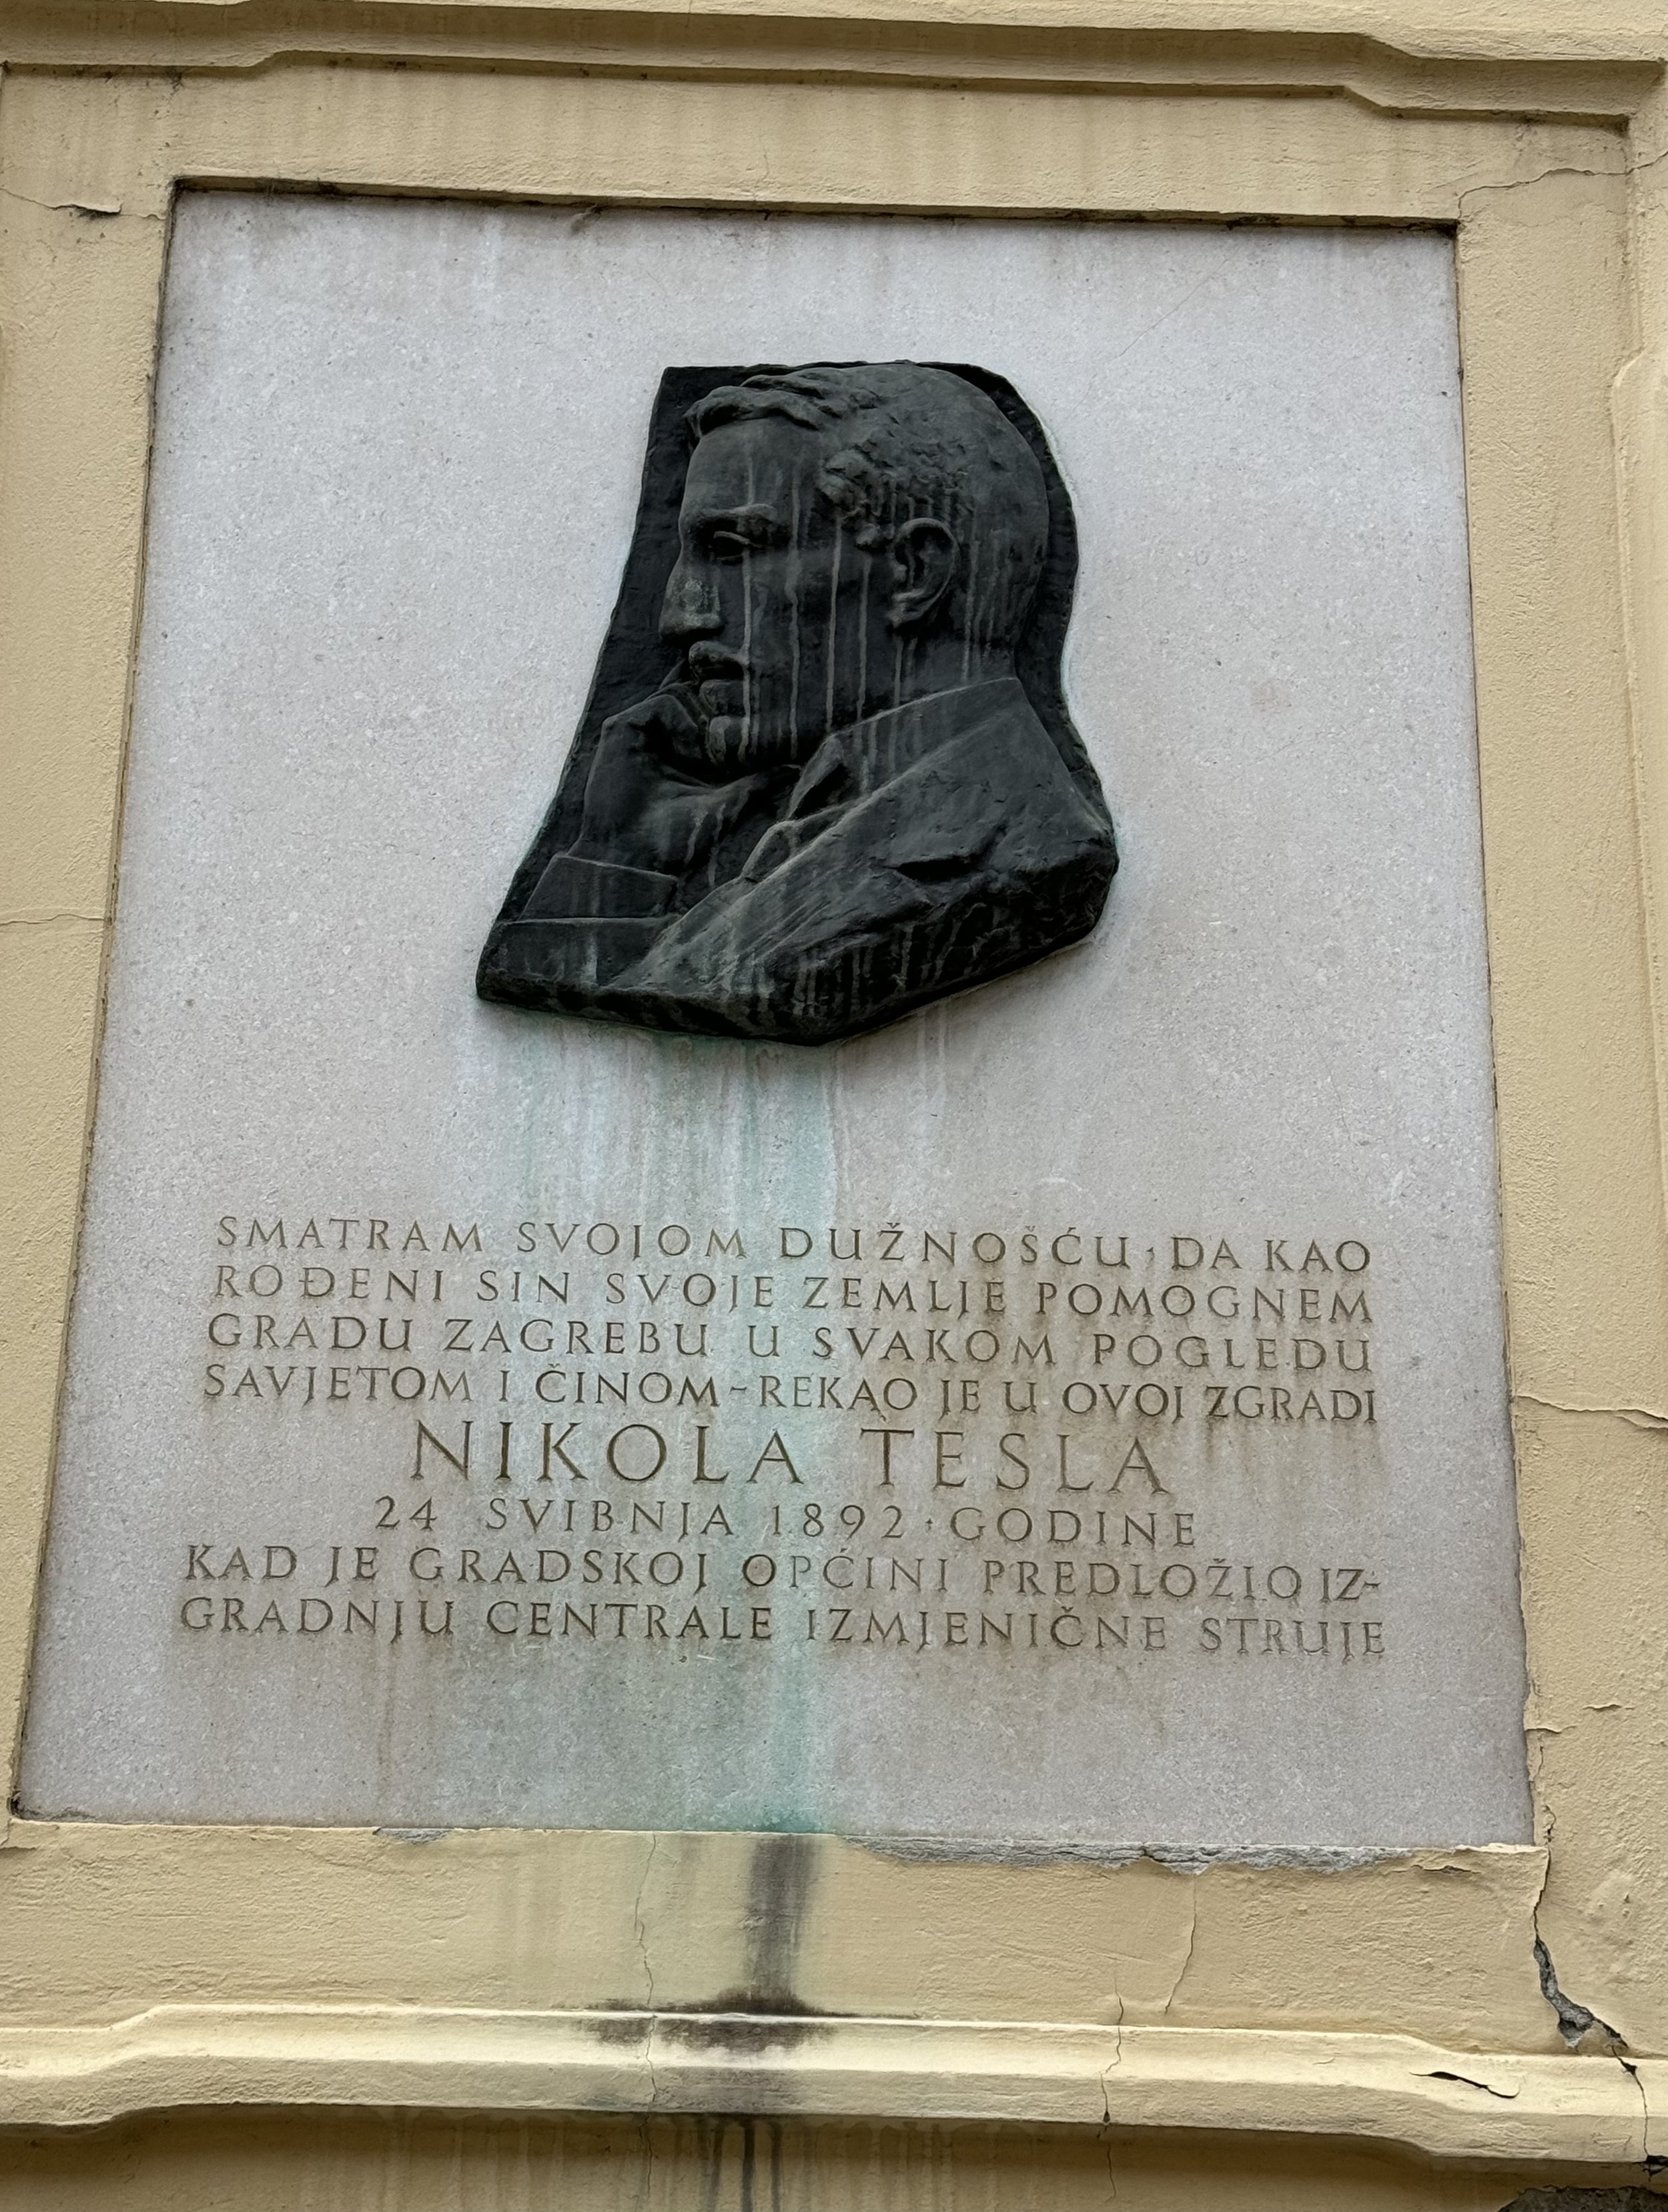 SMATRAM SVOJOM DUŽNOŠĆU, DA KAO
ROĐENI SIN SVOJE ZEMLJE POMOGNEM
GRADU ZAGREBU U SVAKOM POGLEDU
SAVJETOM I ČINOM-REKAO JE U OVOJ ZGRADI
NIKOLA TESLA
24 SVIBNJA 1892·GODINE
KAD JE GRADSKOJ OPĆINI PREDLOŽIO IZ-
GRADNJU CENTRALE IZMJENIČNE STRUJE